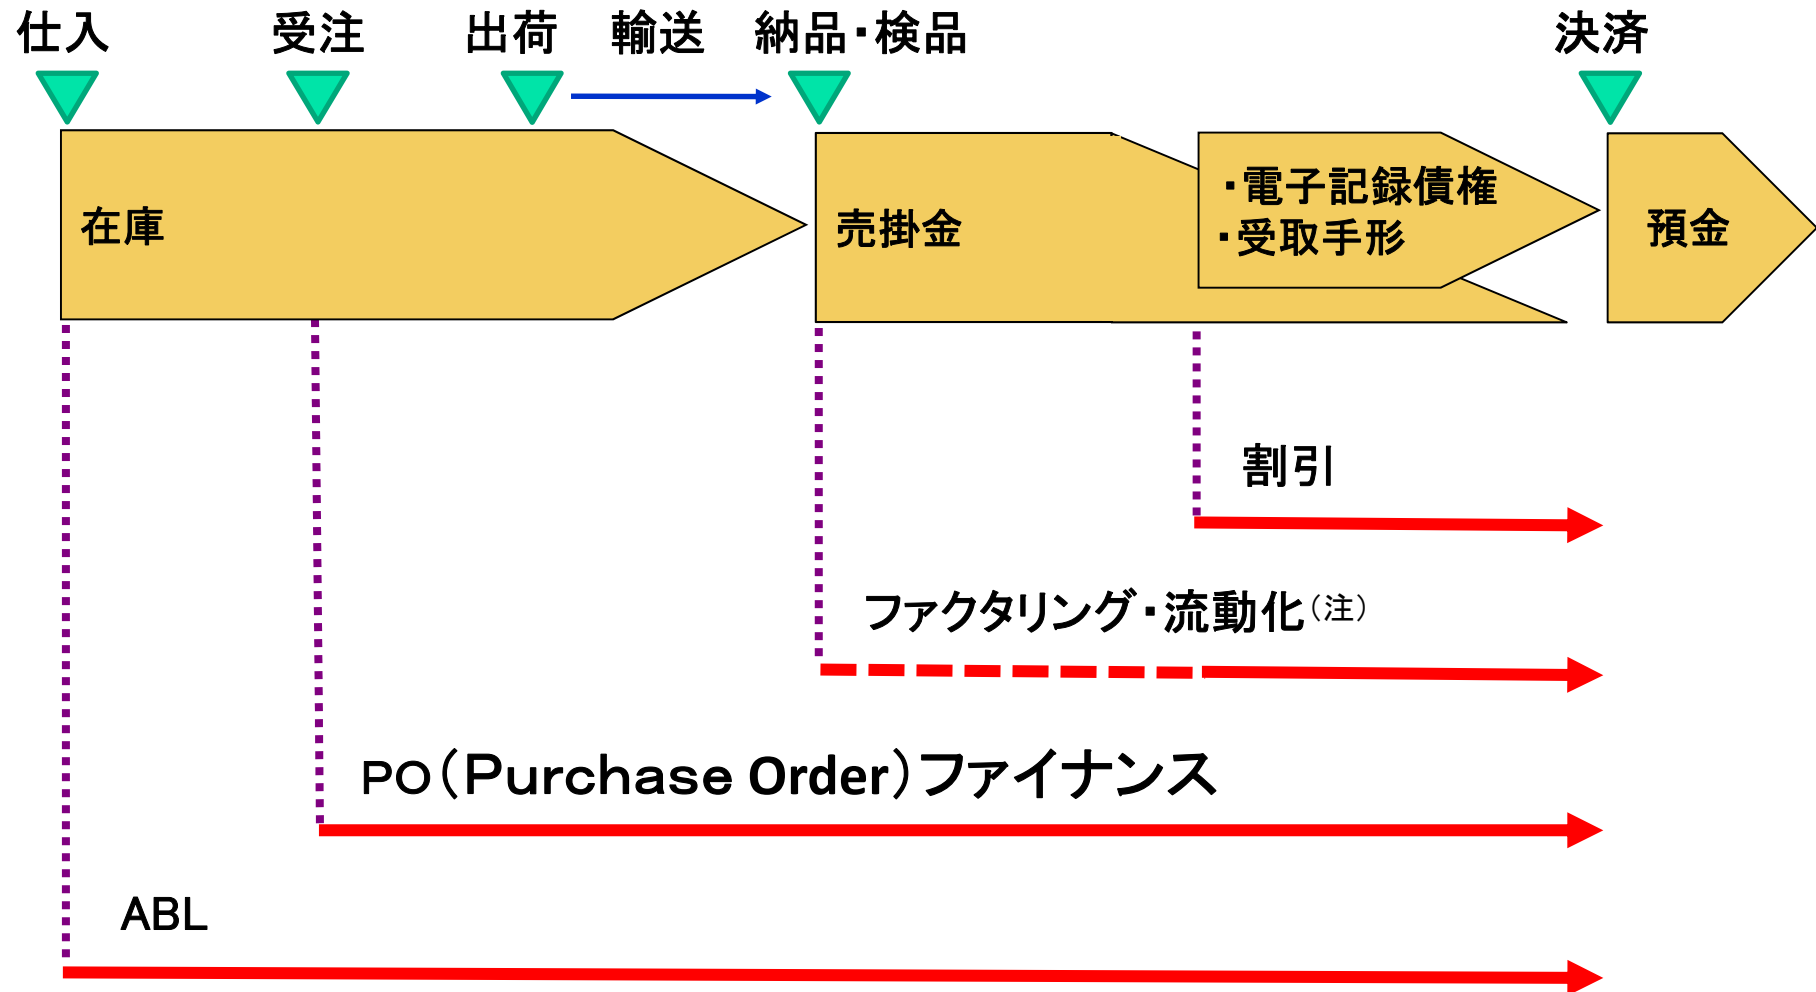 仕入 受注 出荷 輸送 納品・検品 決済
在庫
売掛金
・電子記録債権
・受取手形
預金
割引
ファクタリング・流動化(注)
PO(Purchase Order)ファイナンス
ABL